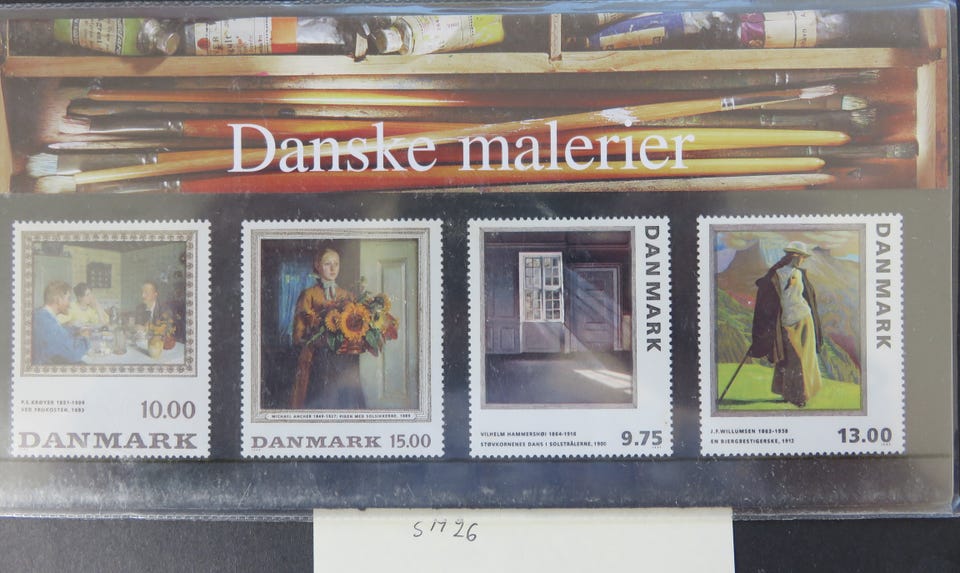 Danske malerier
P.S. KRØYER 1851-1909
VED FROKOSTEN, 1893
10.00
DANMARK
MICHAEL ANCHER 1849-1927: PIGEN MED SOLSIKKERNE, 1889
DANMARK 15.00
DANMARK
VILHELM HAMMERSHØI 1864-1916
STØVKORNENES DANS I SOLSTRÅLERNE, 1900
9.75
DANMARK
J.F. WILLUMSEN 1863-1958
EN BJERGBESTIGERSKE, 1912
13.00
SM26